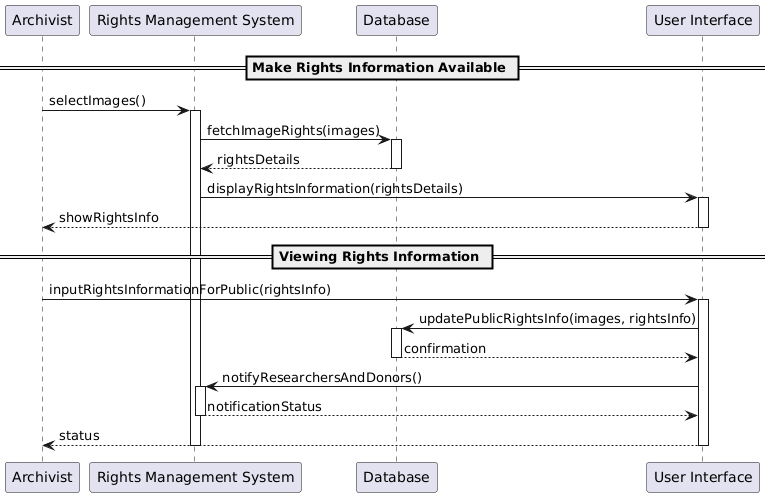 Archivist
Rights Management System
Database
User Interface
Make Rights Information Available
selectImages()
fetchImageRights(images)
rightsDetails
displayRightsInformation(rightsDetails)
showRightsInfo
Viewing Rights Information
inputRightsInformationForPublic(rightsInfo)
updatePublicRightsInfo(images, rightsInfo)
confirmation
notifyResearchersAndDonors()
notificationStatus
status
Archivist
Rights Management System
Database
User Interface